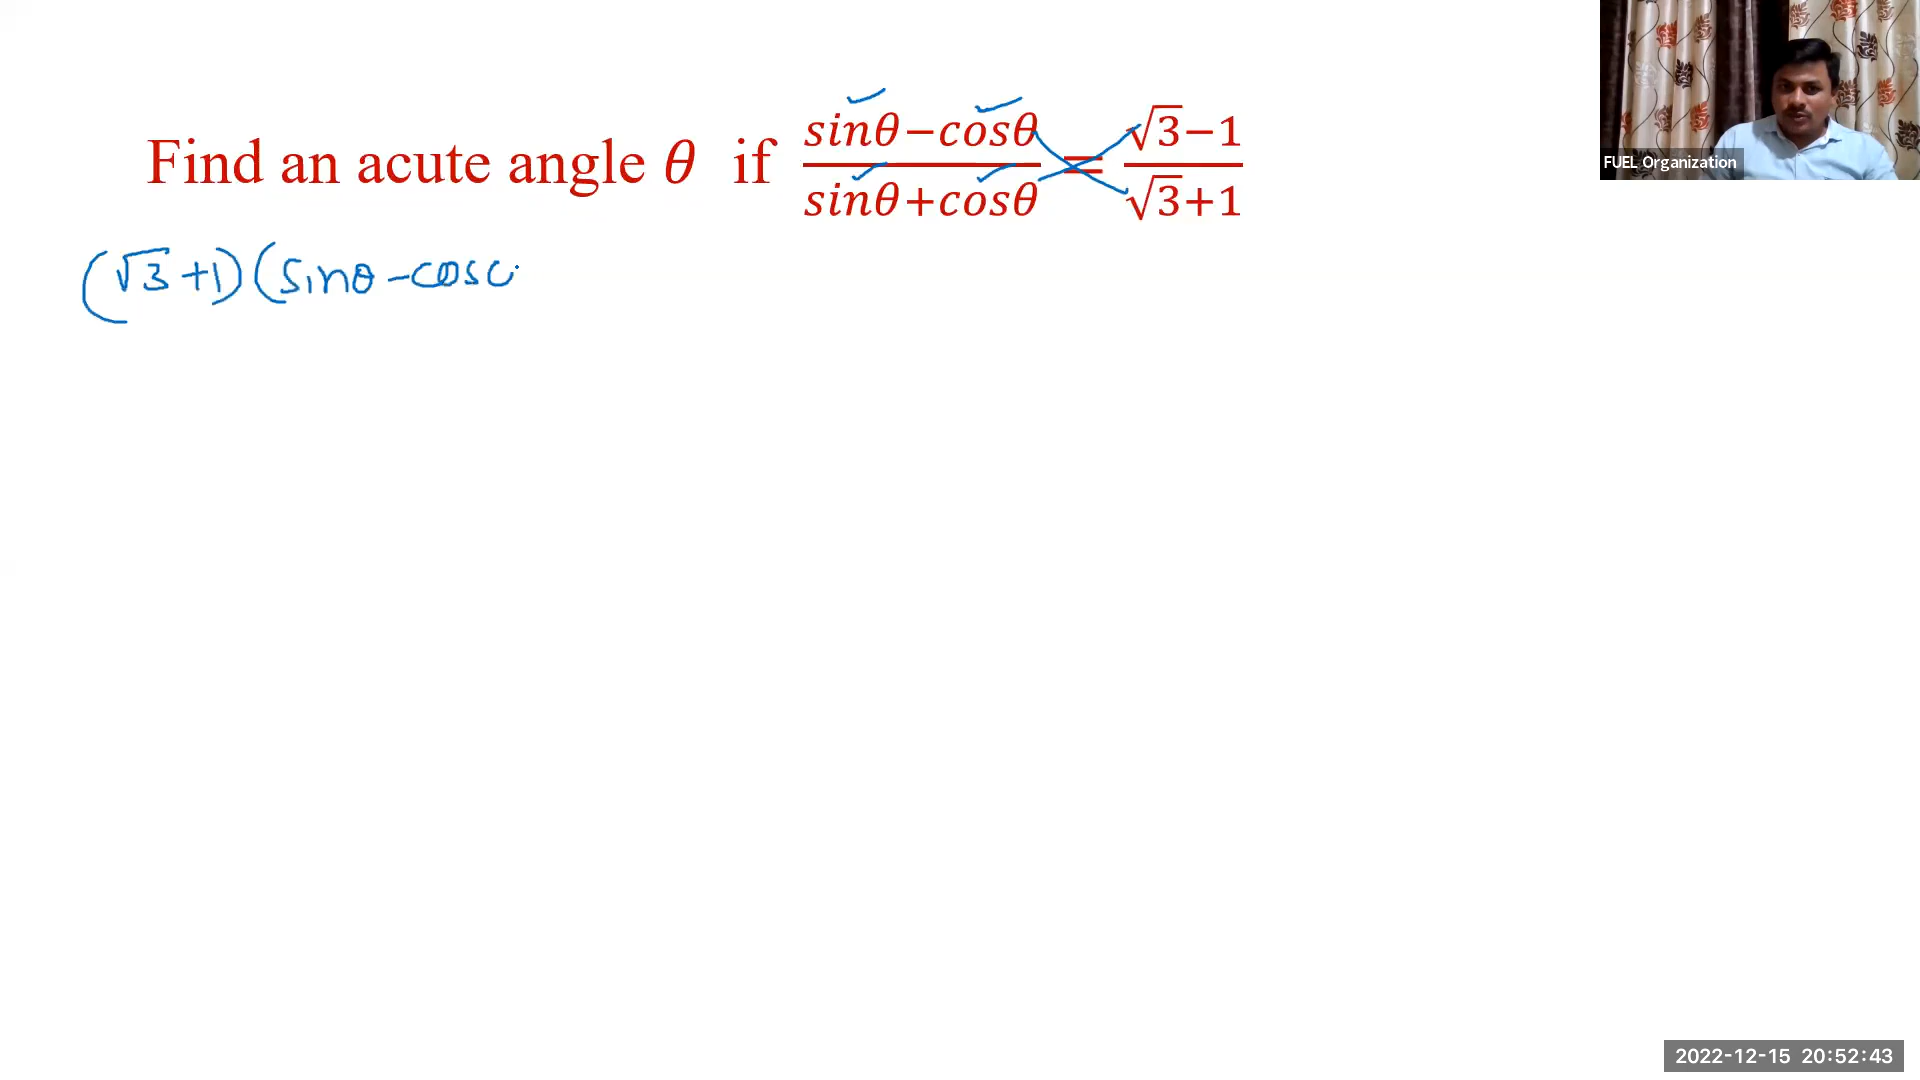 Find an acute angle θ if (sinθ−cosθ)/(sinθ+cosθ) = (√3−1)/(√3+1)
(√3+1)(sinθ−cos
FUEL Organization
2022-12-15 20:52:43